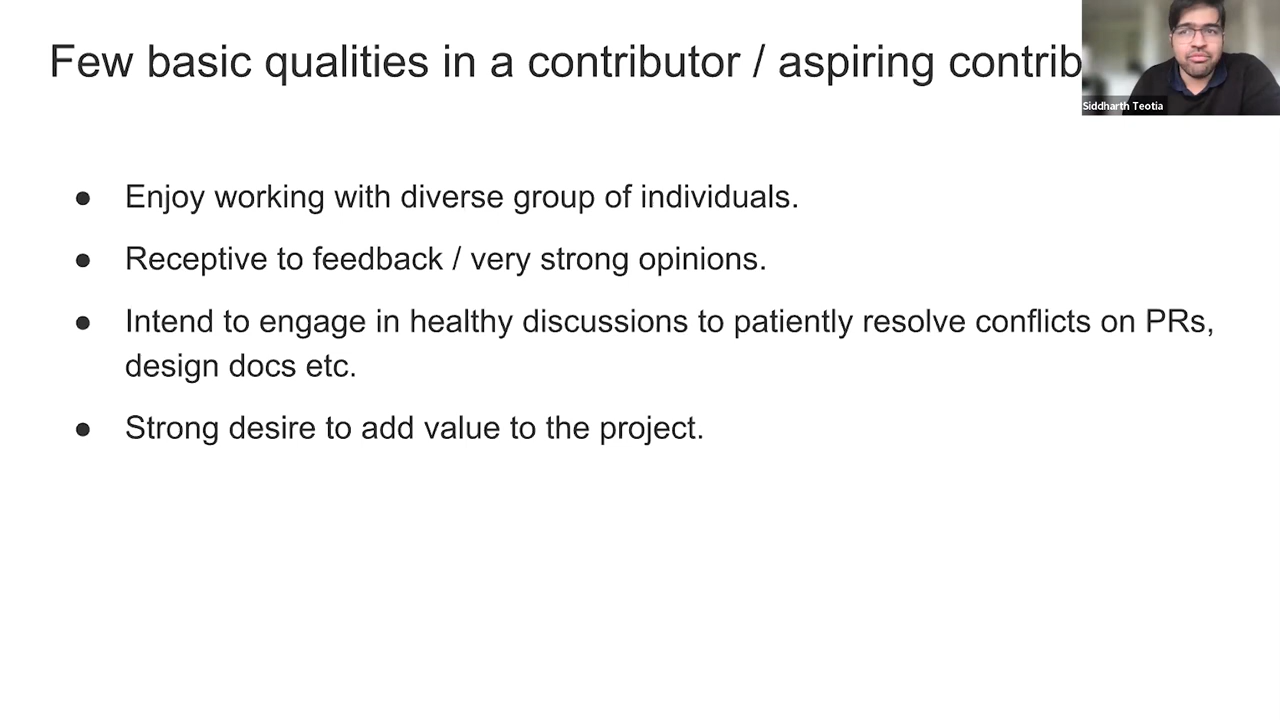 Few basic qualities in a contributor / aspiring contrib
Siddharth Teotia
● Enjoy working with diverse group of individuals.
● Receptive to feedback / very strong opinions.
● Intend to engage in healthy discussions to patiently resolve conflicts on PRs,
design docs etc.
● Strong desire to add value to the project.